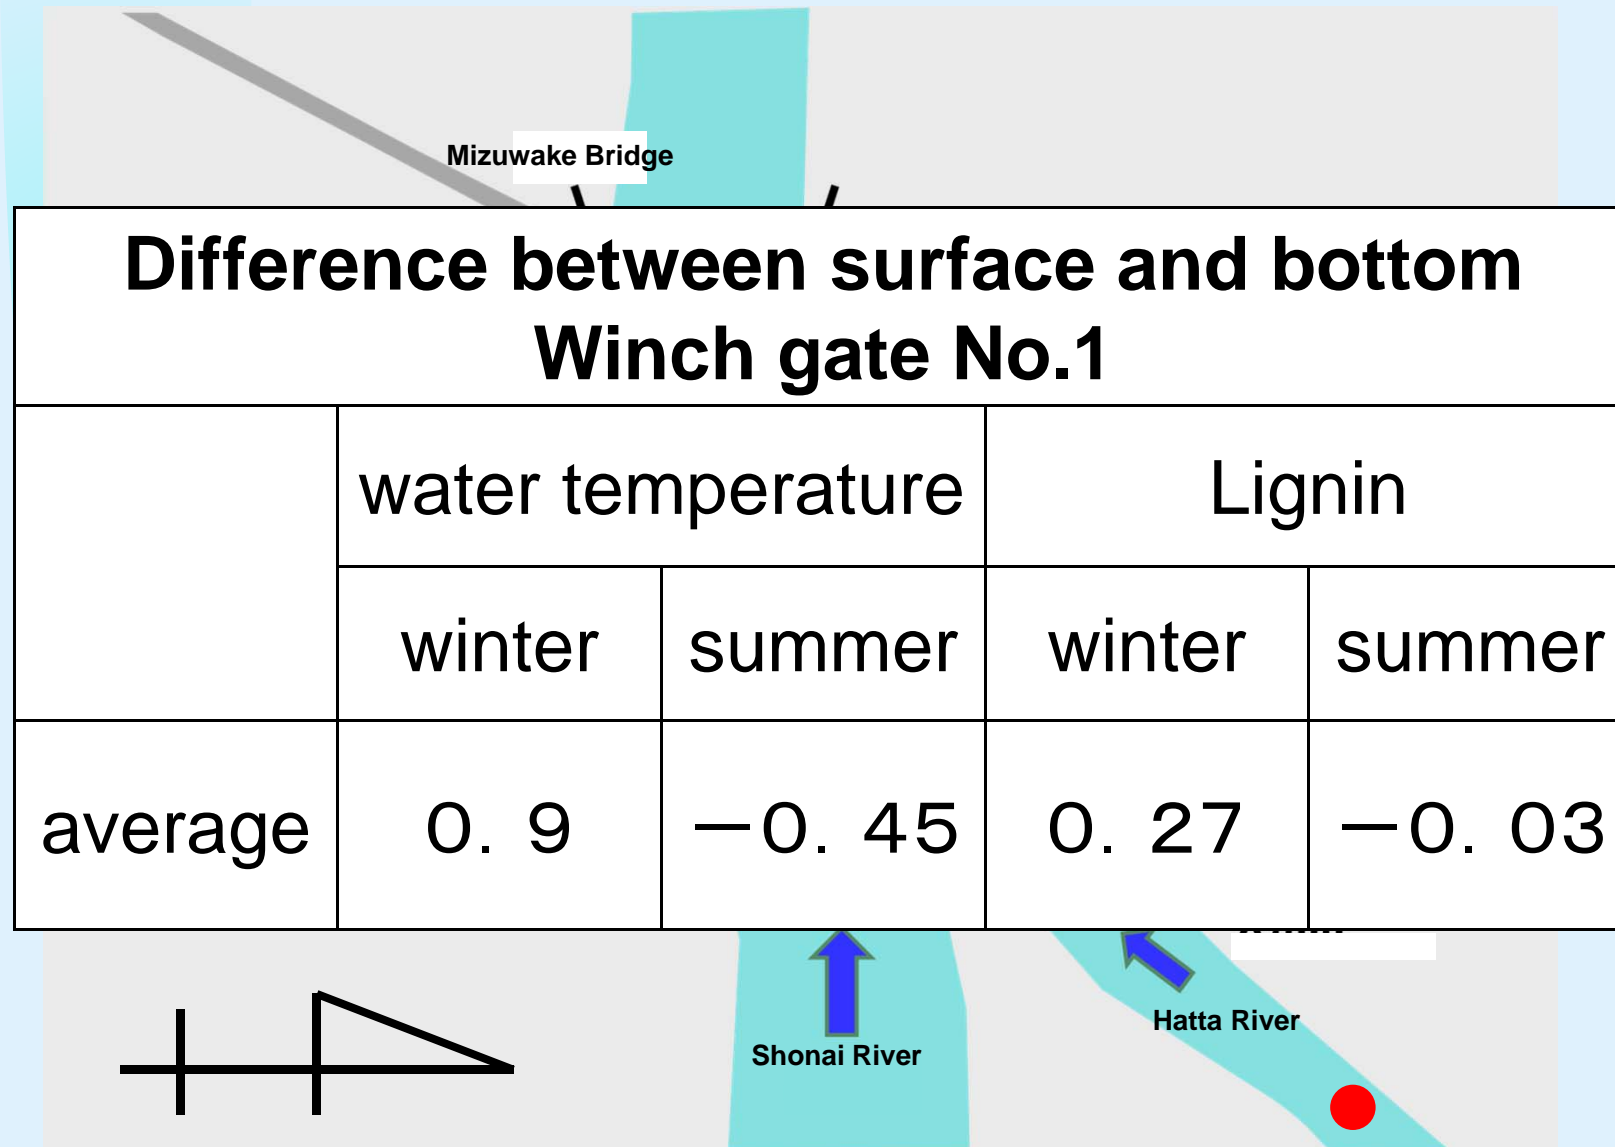 Mizuwake Bridge
Difference between surface and bottom
Winch gate No.1
water temperature Lignin
winter summer winter summer
average ０．９ －０．４５ ０．２７ －０．０３
Hatta River
Shonai River